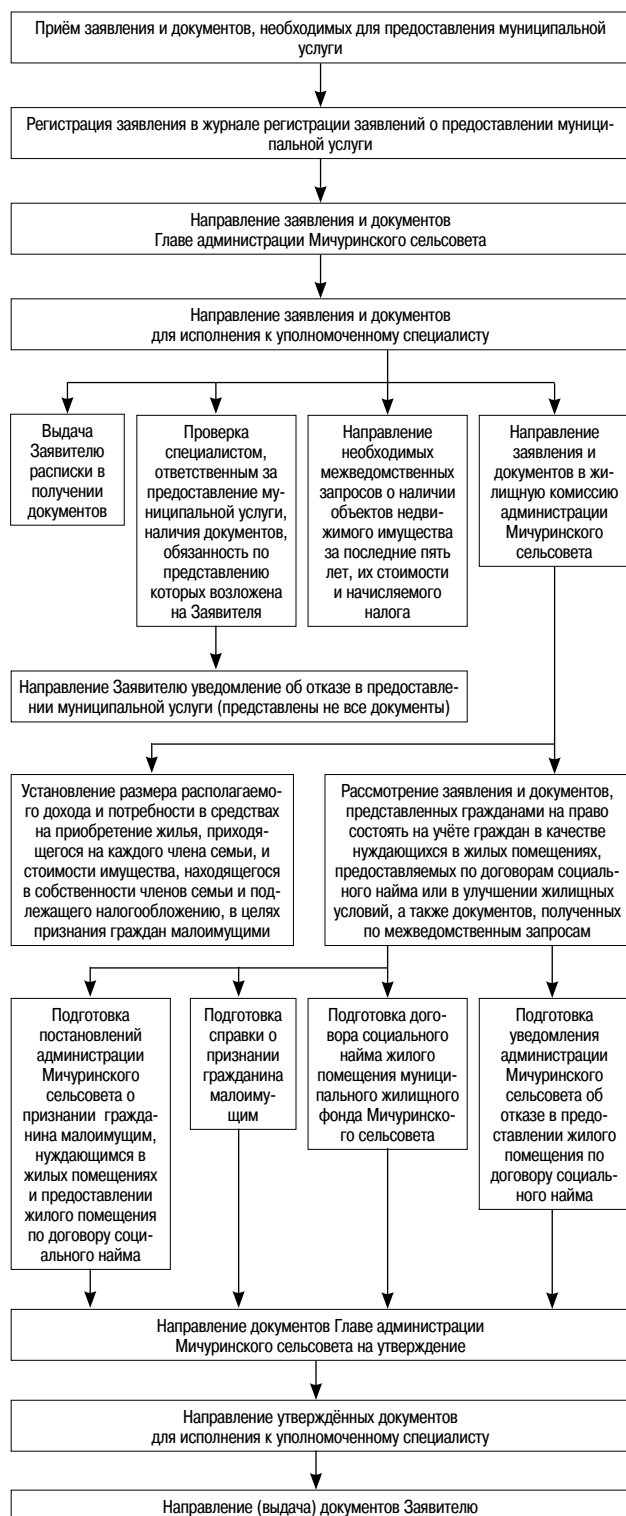 Приём заявления и документов, необходимых для предоставления муниципальной
услуги
Регистрация заявления в журнале регистрации заявлений о предоставлении муници-
пальной услуги
Направление заявления и документов
Главе администрации Мичуринского сельсовета
Направление заявления и документов
для исполнения к уполномоченному специалисту
Выдача
Заявителю
расписки в
получении
документов
Проверка
специалистом,
ответственным за
предоставление му-
ниципальной услуги,
наличия документов,
обязанность по
представлению
которых возложена
на Заявителя
Направление
необходимых
межведомственных
запросов о наличии
объектов недви-
жимого имущества
за последние пять
лет, их стоимости
и начисляемого
налога
Направление
заявления и
документов в жи-
лищную комиссию
администрации
Мичуринского
сельсовета
Направление Заявителю уведомление об отказе в предоставле-
нии муниципальной услуги (представлены не все документы)
Установление размера располагаемо-
го дохода и потребности в средствах
на приобретение жилья, приходя-
щегося на каждого члена семьи, и
стоимости имущества, находящегося
в собственности членов семьи и под-
лежащего налогообложению, в целях
признания граждан малоимущими
Рассмотрение заявления и документов,
представленных гражданами на право
состоять на учёте граждан в качестве
нуждающихся в жилых помещениях,
предоставляемых по договорам социаль-
ного найма или в улучшении жилищных
условий, а также документов, полученных
по межведомственным запросам
Подготовка
постановлений
администрации
Мичуринского
сельсовета о
признании гражда-
нина малоимущим,
нуждающимся в
жилых помещениях
и предоставлении
жилого помещения
по договору соци-
ального найма
Подготовка
справки о
признании
гражданина
малоиму-
щим
Подготовка дого-
вора социального
найма жилого
помещения муници-
пального жилищного
фонда Мичуринско-
го сельсовета
Подготовка
уведомления
администрации
Мичуринского
сельсовета об
отказе в предо-
ставлении жилого
помещения по
договору социаль-
ного найма
Направление документов Главе администрации
Мичуринского сельсовета на утверждение
Направление утверждённых документов
для исполнения к уполномоченному специалисту
Направление (выдача) документов Заявителю